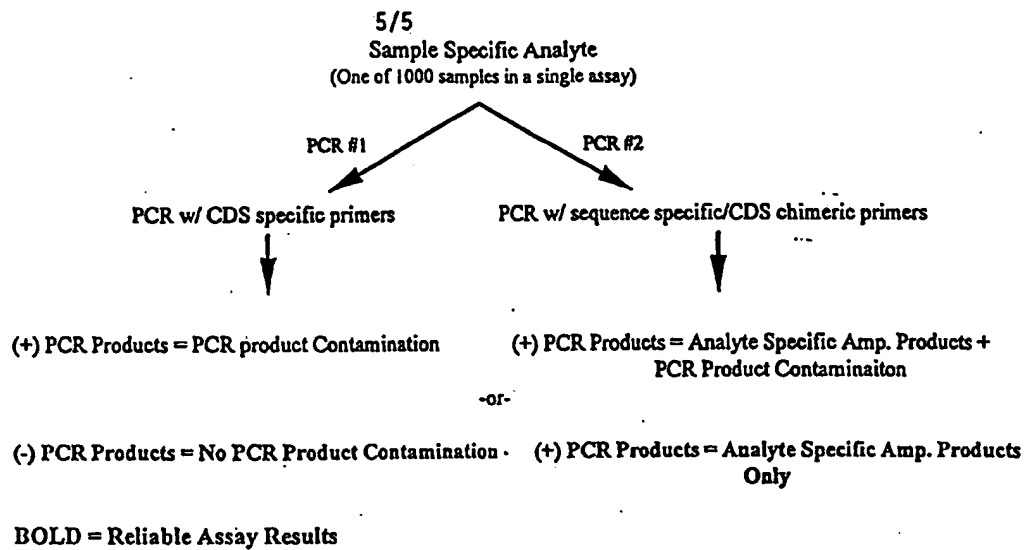 5/5
Sample Specific Analyte
(One of 1000 samples in a single assay)
PCR #1
PCR #2
PCR w/ CDS specific primers
PCR w/ sequence specific/CDS chimeric primers
(+) PCR Products = PCR product Contamination
(+) PCR Products = Analyte Specific Amp. Products +
PCR Product Contaminaiton
-or-
(-) PCR Products = No PCR Product Contamination
(+) PCR Products = Analyte Specific Amp. Products
Only
BOLD = Reliable Assay Results